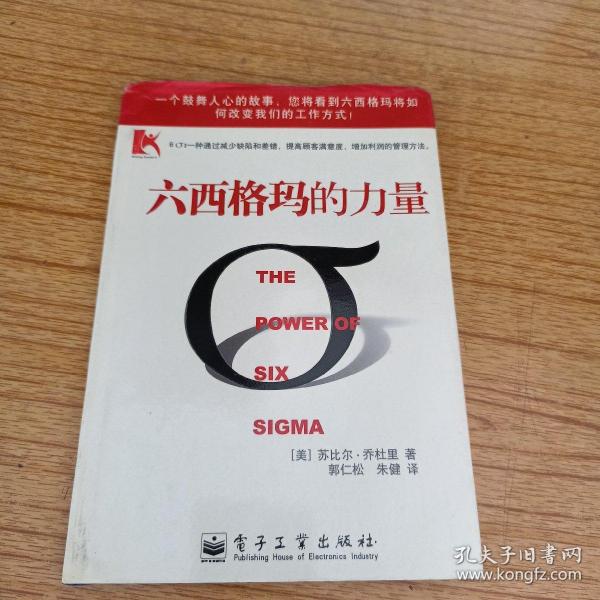 一个鼓舞人心的故事，您将看到六西格玛将如
何改变我们的工作方式！
6σ一种通过减少缺陷和差错，提高顾客满意度，增加利润的管理方法。
六西格玛的力量
σ
THE
POWER OF
SIX
SIGMA
[美] 苏比尔·乔杜里 著
郭仁松 朱健 译
電子工業出版社
Publishing House of Electronics Industry
孔夫子旧书网
www.kongfz.com